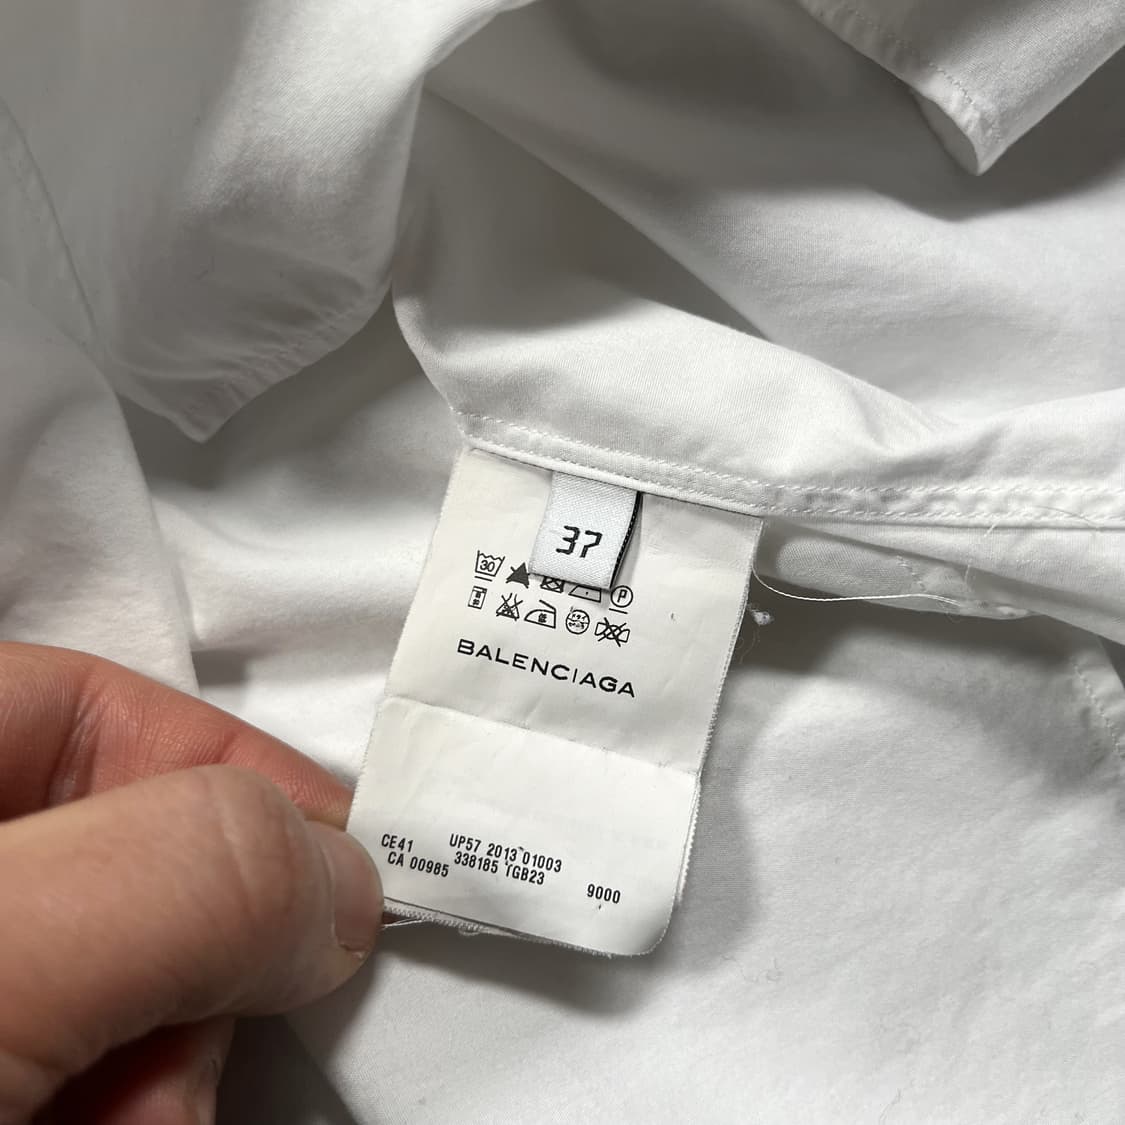 37
30
P
BALENCIAGA
CE41 UP57 2013 01003
CA 00985 338185 TGB23 9000